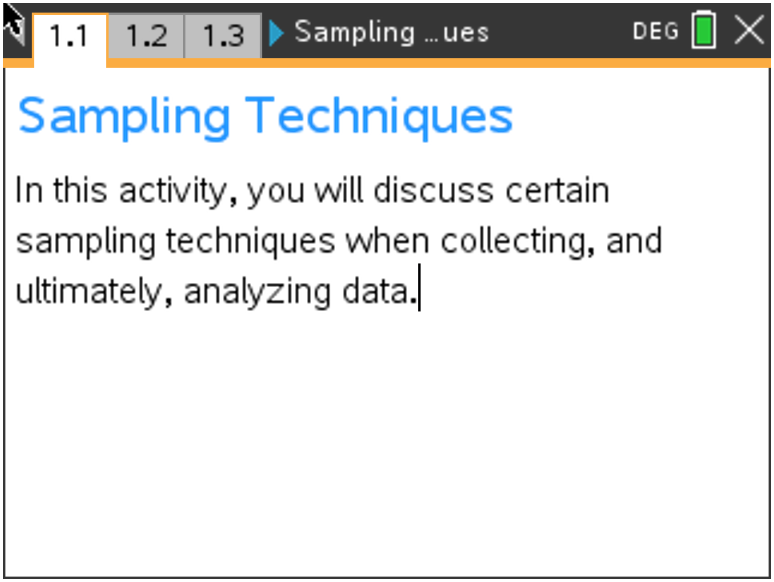 1.1 1.2 1.3 Sampling …ues DEG
Sampling Techniques
In this activity, you will discuss certain
sampling techniques when collecting, and
ultimately, analyzing data.